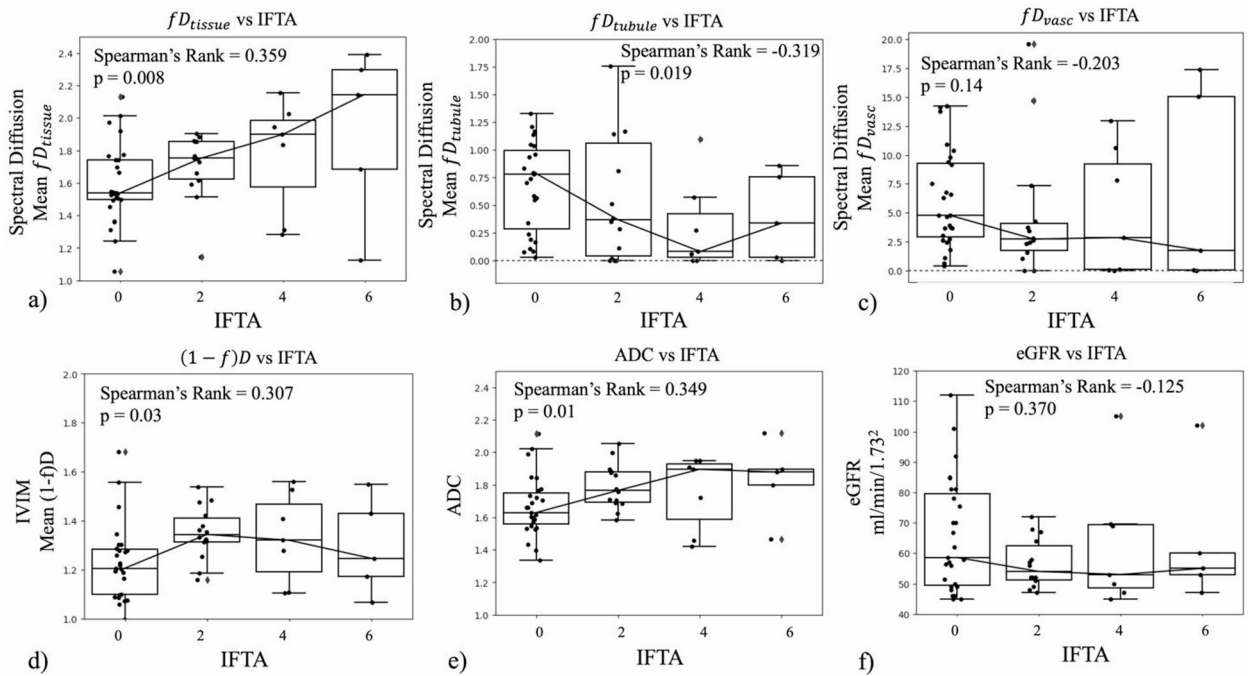 fD_tissue vs IFTA
Spearman's Rank = 0.359
p = 0.008
Spectral Diffusion
Mean fD_tissue
2.4
2.2
2.0
1.8
1.6
1.4
1.2
1.0
0 2 4 6
a)
IFTA
fD_tubule vs IFTA
Spearman's Rank = -0.319
p = 0.019
Spectral Diffusion
Mean fD_tubule
1.75
1.50
1.25
1.00
0.75
0.50
0.25
0.00
0 2 4 6
b)
IFTA
fD_vasc vs IFTA
Spearman's Rank = -0.203
p = 0.14
Spectral Diffusion
Mean fD_vasc
20.0
17.5
15.0
12.5
10.0
7.5
5.0
2.5
0.0
0 2 4 6
c)
IFTA
(1 − f)D vs IFTA
Spearman's Rank = 0.307
p = 0.03
IVIM
Mean (1-f)D
2.0
1.8
1.6
1.4
1.2
1.0
0 2 4 6
d)
IFTA
ADC vs IFTA
Spearman's Rank = 0.349
p = 0.01
ADC
2.4
2.2
2.0
1.8
1.6
1.4
1.2
1.0
0 2 4 6
e)
IFTA
eGFR vs IFTA
Spearman's Rank = -0.125
p = 0.370
eGFR
ml/min/1.73²
120
110
100
90
80
70
60
50
40
0 2 4 6
f)
IFTA